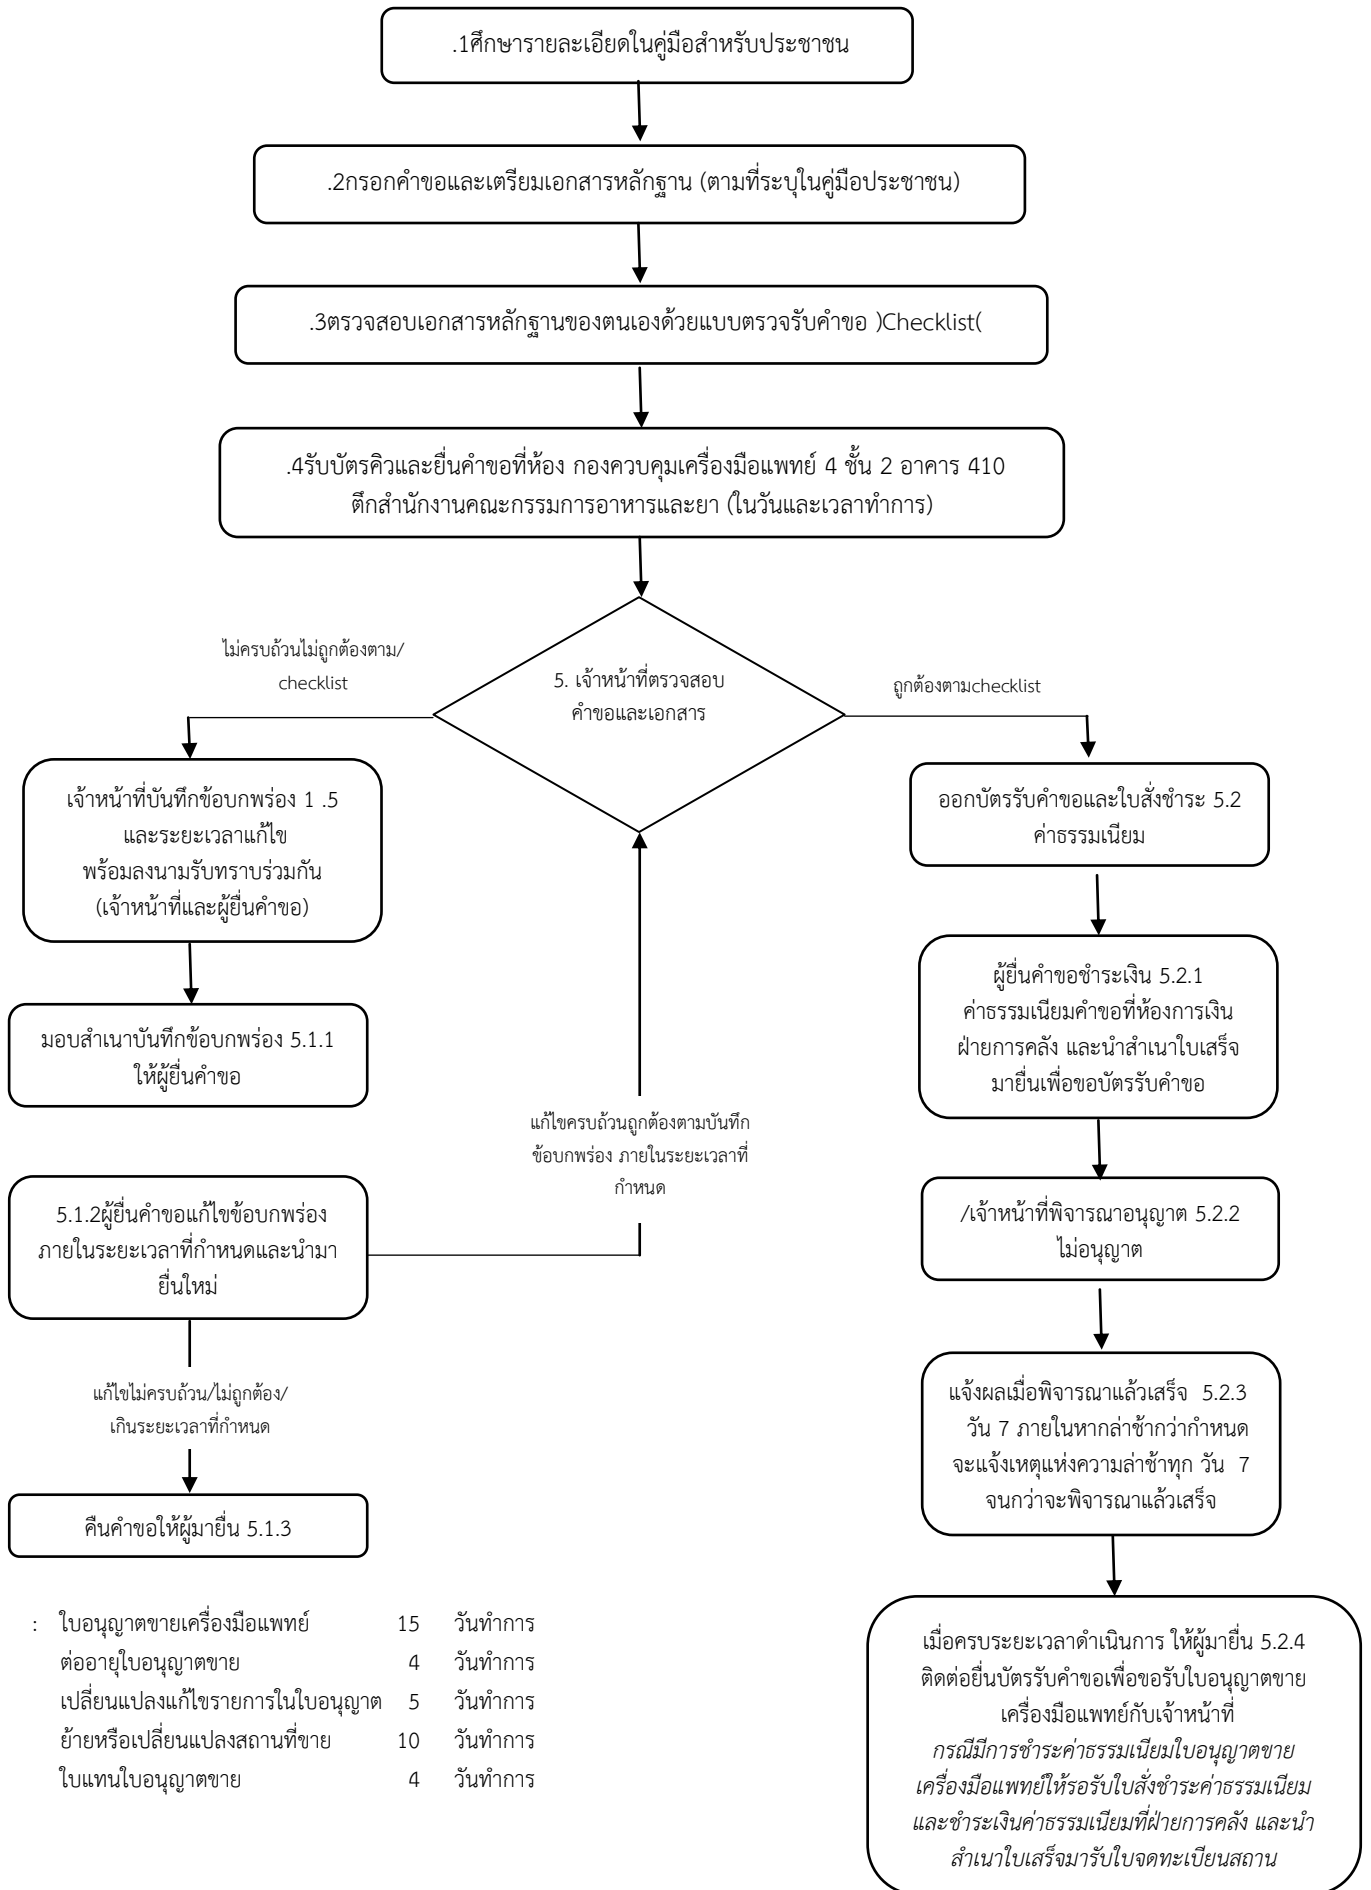 .1ศึกษารายละเอียดในคู่มือสำหรับประชาชน
.2กรอกคำขอและเตรียมเอกสารหลักฐาน (ตามที่ระบุในคู่มือประชาชน)
.3ตรวจสอบเอกสารหลักฐานของตนเองด้วยแบบตรวจรับคำขอ )Checklist(
.4รับบัตรคิวและยื่นคำขอที่ห้อง กองควบคุมเครื่องมือแพทย์ 4 ชั้น 2 อาคาร 410
ตึกสำนักงานคณะกรรมการอาหารและยา (ในวันและเวลาทำการ)
5. เจ้าหน้าที่ตรวจสอบ
คำขอและเอกสาร
ไม่ครบถ้วนไม่ถูกต้องตาม/
checklist
ถูกต้องตามchecklist
เจ้าหน้าที่บันทึกข้อบกพร่อง 1 .5
และระยะเวลาแก้ไข
พร้อมลงนามรับทราบร่วมกัน
(เจ้าหน้าที่และผู้ยื่นคำขอ)
มอบสำเนาบันทึกข้อบกพร่อง 5.1.1
ให้ผู้ยื่นคำขอ
5.1.2ผู้ยื่นคำขอแก้ไขข้อบกพร่อง
ภายในระยะเวลาที่กำหนดและนำมา
ยื่นใหม่
แก้ไขครบถ้วนถูกต้องตามบันทึก
ข้อบกพร่อง ภายในระยะเวลาที่
กำหนด
แก้ไขไม่ครบถ้วน/ไม่ถูกต้อง/
เกินระยะเวลาที่กำหนด
คืนคำขอให้ผู้มายื่น 5.1.3
ออกบัตรรับคำขอและใบสั่งชำระ 5.2
ค่าธรรมเนียม
ผู้ยื่นคำขอชำระเงิน 5.2.1
ค่าธรรมเนียมคำขอที่ห้องการเงิน
ฝ่ายการคลัง และนำสำเนาใบเสร็จ
มายื่นเพื่อขอบัตรรับคำขอ
/เจ้าหน้าที่พิจารณาอนุญาต 5.2.2
ไม่อนุญาต
แจ้งผลเมื่อพิจารณาแล้วเสร็จ 5.2.3
วัน 7 ภายในหากล่าช้ากว่ากำหนด
จะแจ้งเหตุแห่งความล่าช้าทุก วัน 7
จนกว่าจะพิจารณาแล้วเสร็จ
เมื่อครบระยะเวลาดำเนินการ ให้ผู้มายื่น 5.2.4
ติดต่อยื่นบัตรรับคำขอเพื่อขอรับใบอนุญาตขาย
เครื่องมือแพทย์กับเจ้าหน้าที่
กรณีมีการชำระค่าธรรมเนียมใบอนุญาตขาย
เครื่องมือแพทย์ให้รอรับใบสั่งชำระค่าธรรมเนียม
และชำระเงินค่าธรรมเนียมที่ฝ่ายการคลัง และนำ
สำเนาใบเสร็จมารับใบจดทะเบียนสถาน
: ใบอนุญาตขายเครื่องมือแพทย์ 15 วันทำการ
ต่ออายุใบอนุญาตขาย 4 วันทำการ
เปลี่ยนแปลงแก้ไขรายการในใบอนุญาต 5 วันทำการ
ย้ายหรือเปลี่ยนแปลงสถานที่ขาย 10 วันทำการ
ใบแทนใบอนุญาตขาย 4 วันทำการ